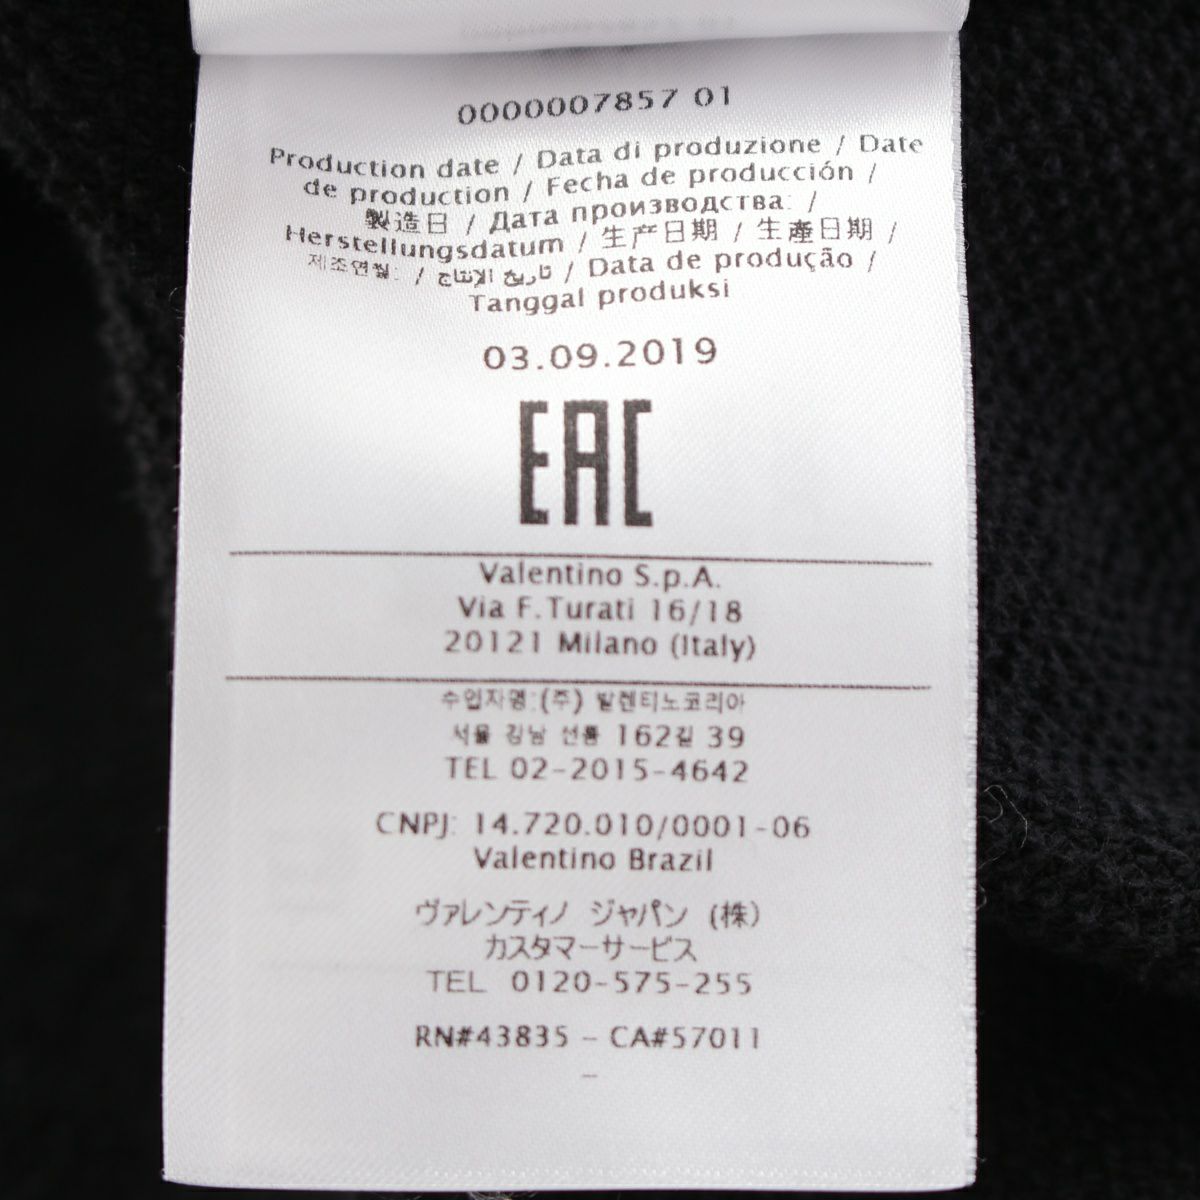 0000007857 01
Production date / Data di produzione / Date
de production / Fecha de producción /
製造日 / Дата производства: /
Herstellungsdatum / 生产日期 / 生產日期 /
제조연월: / تاريخ الإنتاج / Data de produção /
Tanggal produksi
03.09.2019
EAC
Valentino S.p.A.
Via F.Turati 16/18
20121 Milano (Italy)
수입자명:(주) 발렌티노코리아
서울 강남 선릉 162길 39
TEL 02-2015-4642
CNPJ: 14.720.010/0001-06
Valentino Brazil
ヴァレンティノ ジャパン (株)
カスタマーサービス
TEL 0120-575-255
RN#43835 - CA#57011
-